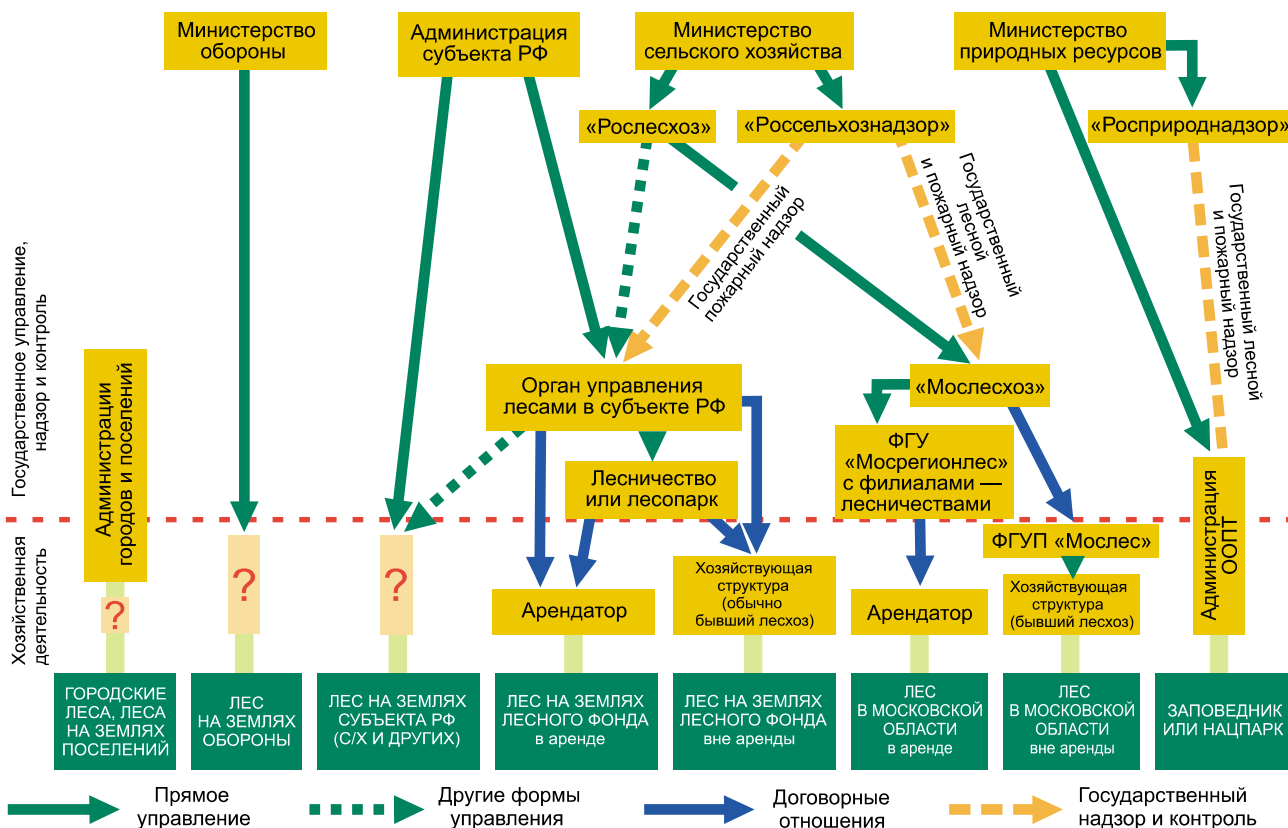 Министерство
обороны
Администрация
субъекта РФ
Министерство
сельского хозяйства
Министерство
природных ресурсов
«Рослесхоз»
«Россельхознадзор»
«Росприроднадзор»
Государственный
пожарный надзор
Государственный
лесной
и пожарный надзор
Государственный лесной
и пожарный надзор
Государственное управление,
надзор и контроль
Администрации
городов и поселений
Орган управления
лесами в субъекте РФ
«Мослесхоз»
Лесничество
или лесопарк
ФГУ
«Мосрегионлес»
с филиалами —
лесничествами
Администрация
ООПТ
Хозяйственная
деятельность
?
?
?
Арендатор
Хозяйствующая
структура
(обычно
бывший лесхоз)
Арендатор
ФГУП «Мослес»
Хозяйствующая
структура
(бывший лесхоз)
ГОРОДСКИЕ
ЛЕСА, ЛЕСА
НА ЗЕМЛЯХ
ПОСЕЛЕНИЙ
ЛЕС
НА ЗЕМЛЯХ
ОБОРОНЫ
ЛЕС НА ЗЕМЛЯХ
СУБЪЕКТА РФ
(С/Х И ДРУГИХ)
ЛЕС НА ЗЕМЛЯХ
ЛЕСНОГО ФОНДА
в аренде
ЛЕС НА ЗЕМЛЯХ
ЛЕСНОГО ФОНДА
вне аренды
ЛЕС
В МОСКОВСКОЙ
ОБЛАСТИ
в аренде
ЛЕС
В МОСКОВСКОЙ
ОБЛАСТИ
вне аренды
ЗАПОВЕДНИК
ИЛИ НАЦПАРК
Прямое
управление
Другие формы
управления
Договорные
отношения
Государственный
надзор и контроль